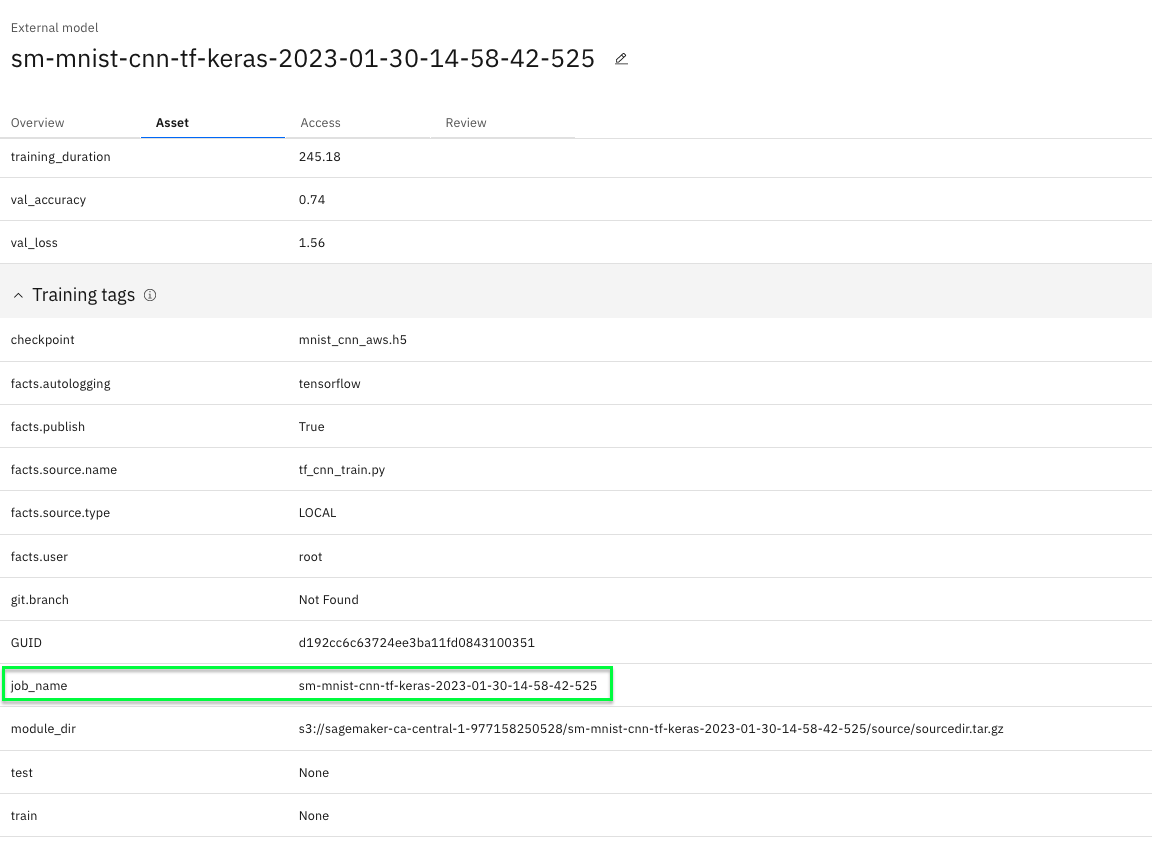 External model
sm-mnist-cnn-tf-keras-2023-01-30-14-58-42-525
Overview Asset Access Review
training_duration 245.18
val_accuracy 0.74
val_loss 1.56
Training tags
checkpoint mnist_cnn_aws.h5
facts.autologging tensorflow
facts.publish True
facts.source.name tf_cnn_train.py
facts.source.type LOCAL
facts.user root
git.branch Not Found
GUID d192cc6c63724ee3ba11fd0843100351
job_name sm-mnist-cnn-tf-keras-2023-01-30-14-58-42-525
module_dir s3://sagemaker-ca-central-1-977158250528/sm-mnist-cnn-tf-keras-2023-01-30-14-58-42-525/source/sourcedir.tar.gz
test None
train None